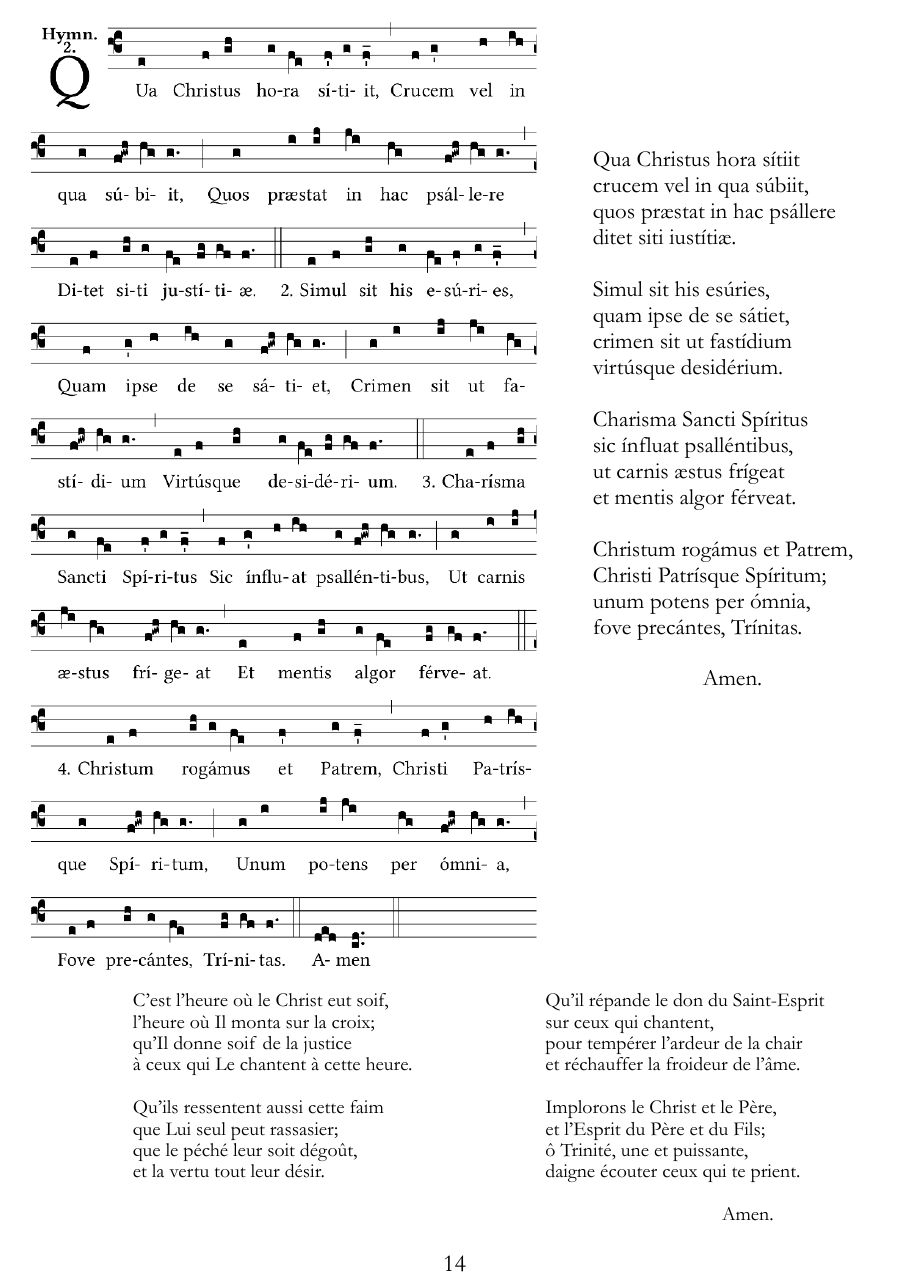 Hymn.
2.
QUa Christus ho-ra sí-ti- it, Crucem vel in
qua sú-bi- it, Quos præstat in hac psál-le-re
Di-tet si-ti ju-stí-ti-æ. 2. Simul sit his e-sú-ri-es,
Quam ipse de se sá-ti-et, Crimen sit ut fa-
stí-di-um Virtúsque de-si-dé-ri-um. 3. Cha-rísma
Sancti Spí-ri-tus Sic ínflu-at psallén-ti-bus, Ut carnis
æ-stus frí-ge-at Et mentis algor férve-at.
4. Christum rogámus et Patrem, Christi Pa-trís-
que Spí-ri-tum, Unum po-tens per ómni-a,
Fove pre-cántes, Trí-ni-tas. A-men
Qua Christus hora sítiit
crucem vel in qua súbiit,
quos præstat in hac psállere
ditet siti iustítiæ.
Simul sit his esúries,
quam ipse de se sátiet,
crimen sit ut fastídium
virtúsque desidérium.
Charisma Sancti Spíritus
sic ínfluat psalléntibus,
ut carnis æstus frígeat
et mentis algor férveat.
Christum rogámus et Patrem,
Christi Patrísque Spíritum;
unum potens per ómnia,
fove precántes, Trínitas.
Amen.
C’est l’heure où le Christ eut soif,
l’heure où Il monta sur la croix;
qu’Il donne soif de la justice
à ceux qui Le chantent à cette heure.
Qu’ils ressentent aussi cette faim
que Lui seul peut rassasier;
que le péché leur soit dégoût,
et la vertu tout leur désir.
Qu’il répande le don du Saint-Esprit
sur ceux qui chantent,
pour tempérer l’ardeur de la chair
et réchauffer la froideur de l’âme.
Implorons le Christ et le Père,
et l’Esprit du Père et du Fils;
ô Trinité, une et puissante,
daigne écouter ceux qui te prient.
Amen.
14